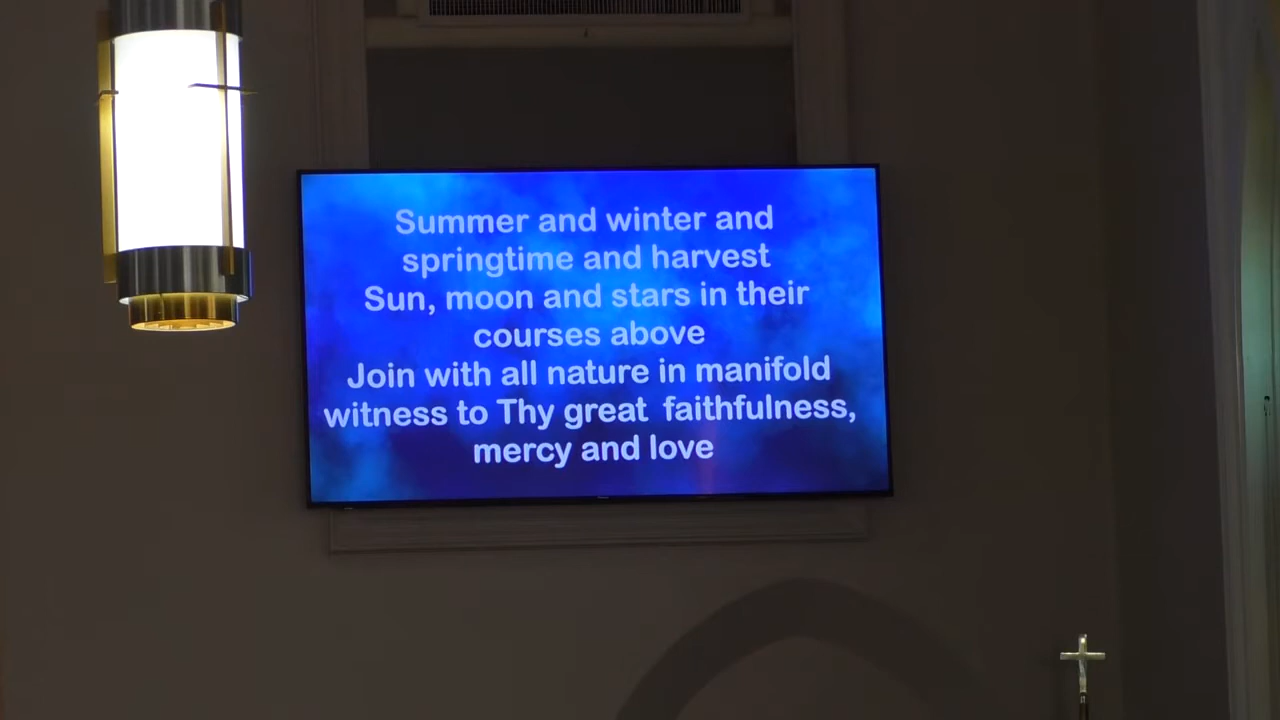 Summer and winter and
springtime and harvest
Sun, moon and stars in their
courses above
Join with all nature in manifold
witness to Thy great faithfulness,
mercy and love